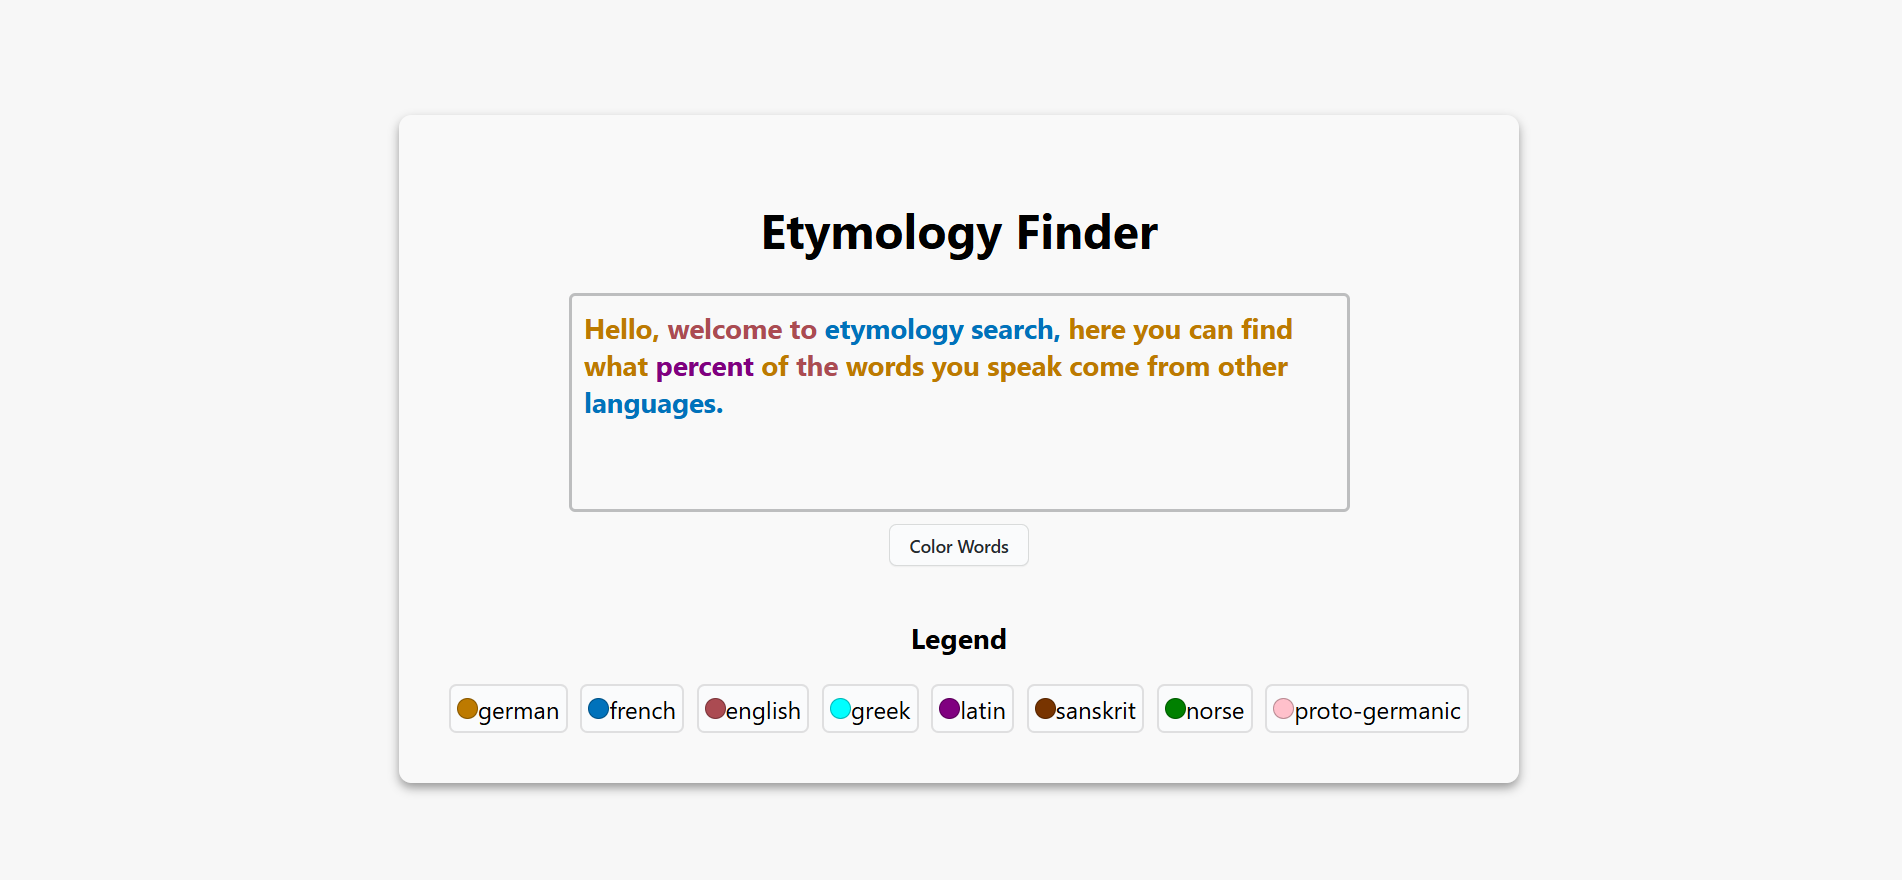 Etymology Finder
Hello, welcome to etymology search, here you can find
what percent of the words you speak come from other
languages.
Color Words
Legend
german french english greek latin sanskrit norse proto-germanic